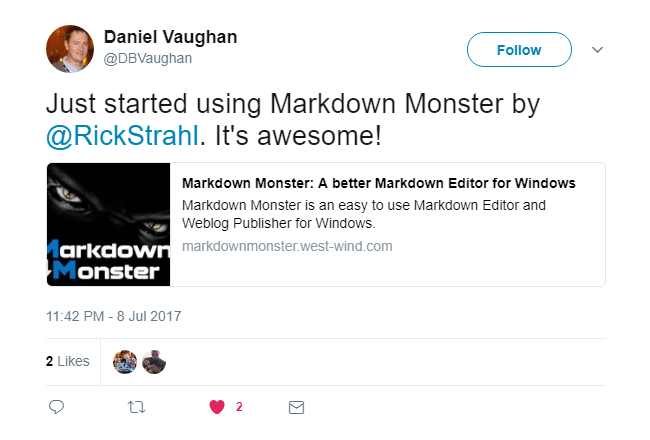 Daniel Vaughan
@DBVaughan
Follow
Just started using Markdown Monster by
@RickStrahl. It's awesome!
arkdown
Monster
Markdown Monster: A better Markdown Editor for Windows
Markdown Monster is an easy to use Markdown Editor and
Weblog Publisher for Windows.
markdownmonster.west-wind.com
11:42 PM - 8 Jul 2017
2 Likes
2